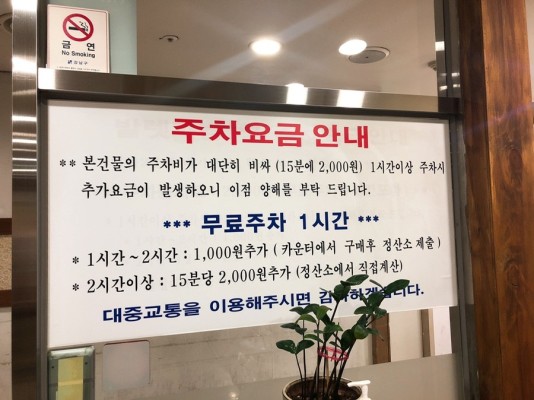 금 연
No Smoking
강남구
주차요금 안내
** 본건물의 주차비가 대단히 비싸 (15분에 2,000원) 1시간이상 주차시
추가요금이 발생하오니 이점 양해를 부탁 드립니다.
*** 무료주차 1시간 ***
* 1시간~2시간 : 1,000원추가 ( 카운터에서 구매후 정산소 제출 )
* 2시간이상 : 15분당 2,000원추가 (정산소에서 직접계산)
대중교통을 이용해주시면 감사하겠습니다.